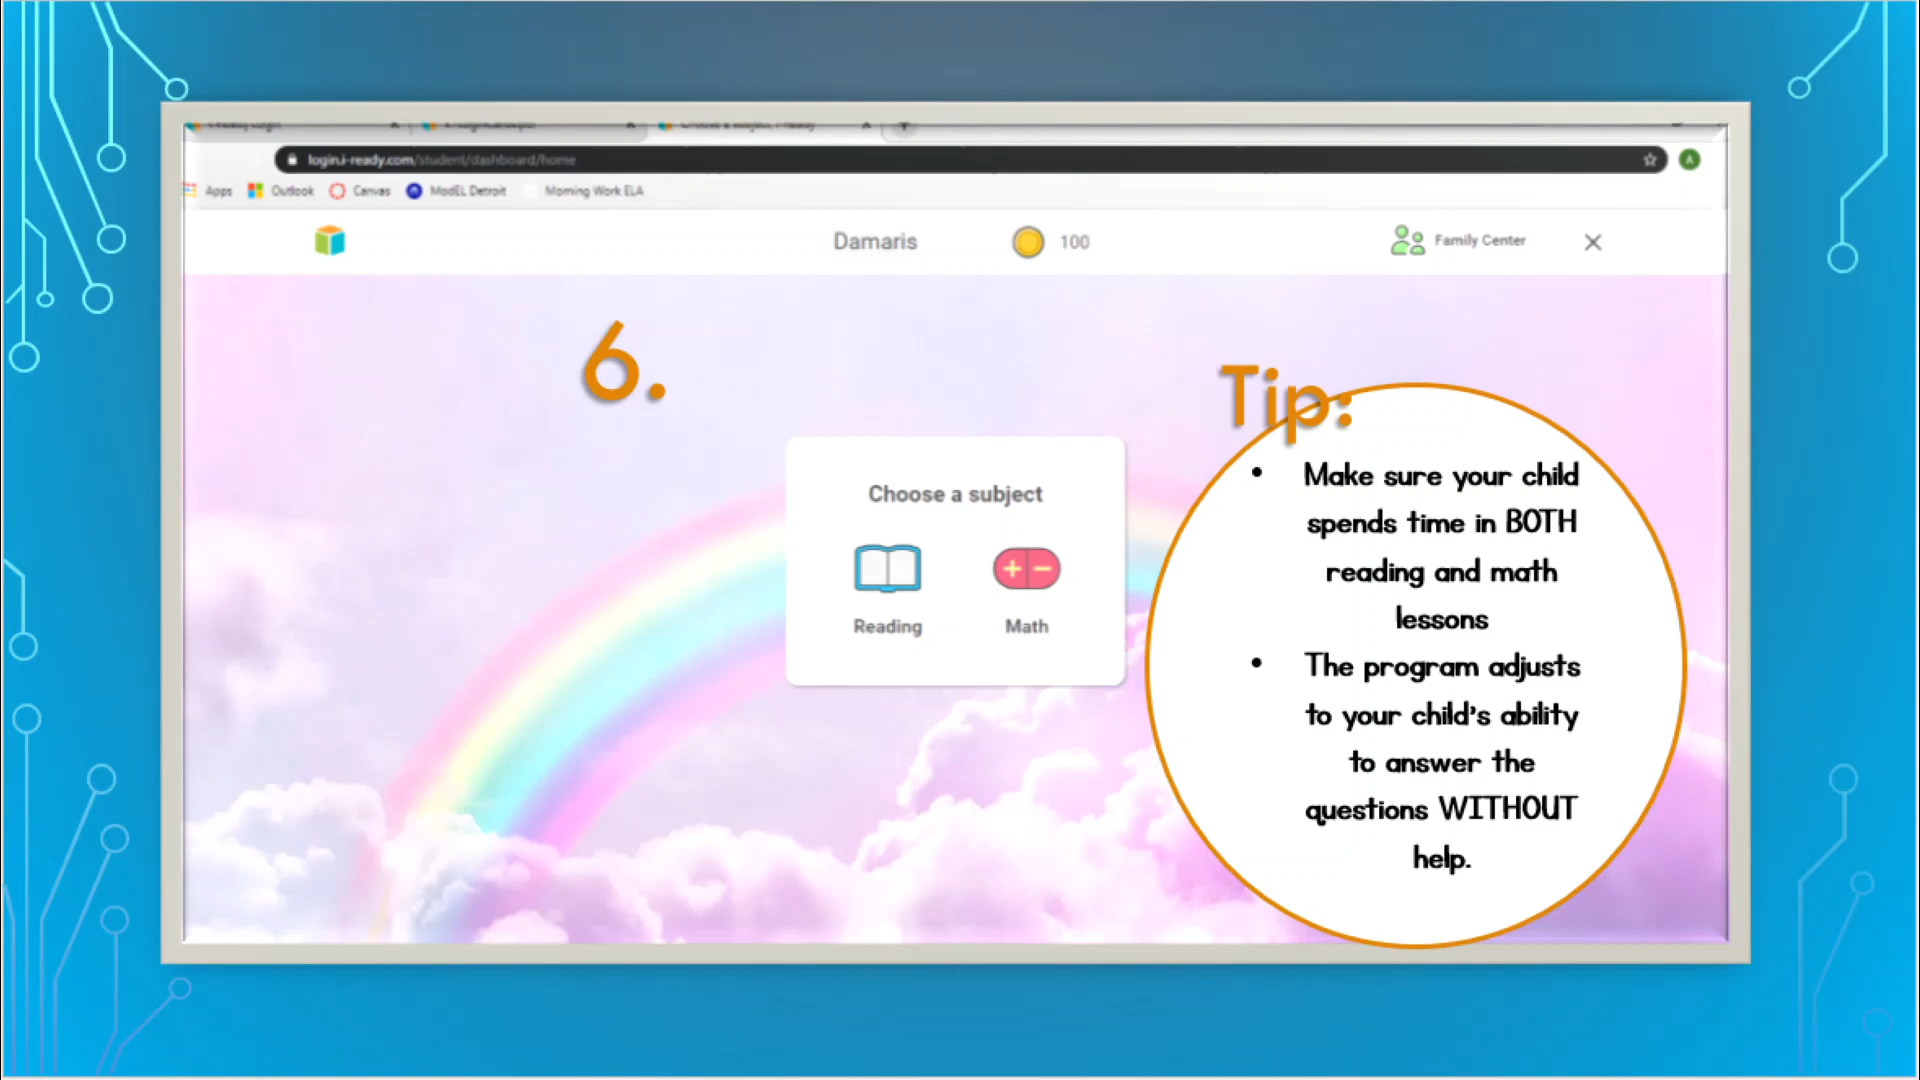 login.i-ready.com/student/dashboard/home
A
Apps Outlook Canvas ModEL Detroit Morning Work ELA
Damaris 100 Family Center
6.
Tip:
Choose a subject
Reading Math
• Make sure your child
spends time in BOTH
reading and math
lessons
• The program adjusts
to your child's ability
to answer the
questions WITHOUT
help.